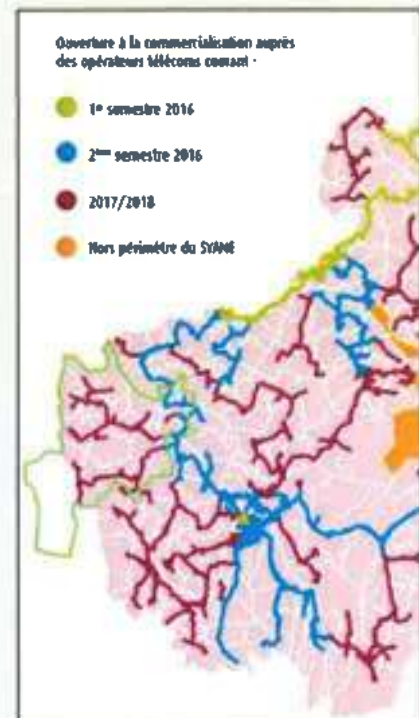 Ouverture à la commercialisation auprès
des opérateurs télécoms courant :
1er semestre 2016
2ème semestre 2016
2017/2018
Hors périmètre du SYANE